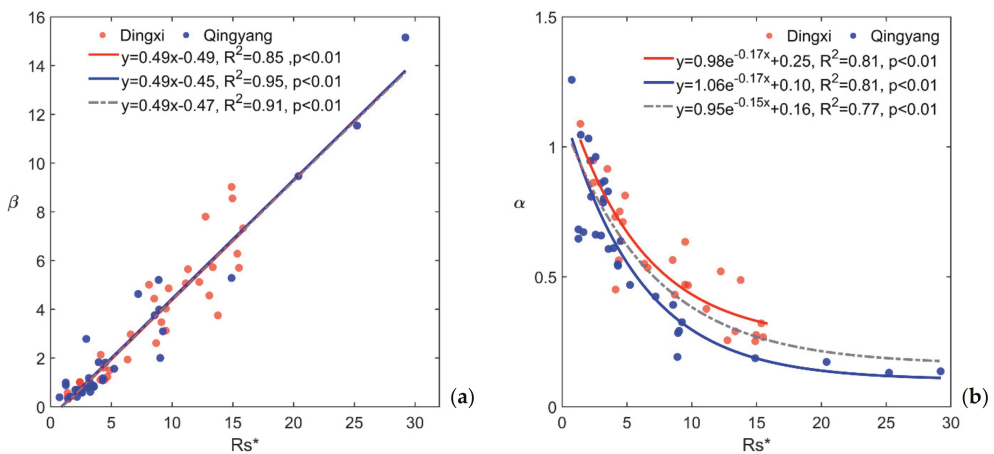 16
14
12
10
8
6
4
2
0
β
Dingxi Qingyang
y=0.49x-0.49, R²=0.85 ,p<0.01
y=0.49x-0.45, R²=0.95, p<0.01
y=0.49x-0.47, R²=0.91, p<0.01
0 5 10 15 20 25 30
Rs*
(a)
1.5
1
0.5
0
α
Dingxi Qingyang
y=0.98e⁻⁰·¹⁷ˣ+0.25, R²=0.81, p<0.01
y=1.06e⁻⁰·¹⁷ˣ+0.10, R²=0.81, p<0.01
y=0.95e⁻⁰·¹⁵ˣ+0.16, R²=0.77, p<0.01
0 5 10 15 20 25 30
Rs*
(b)